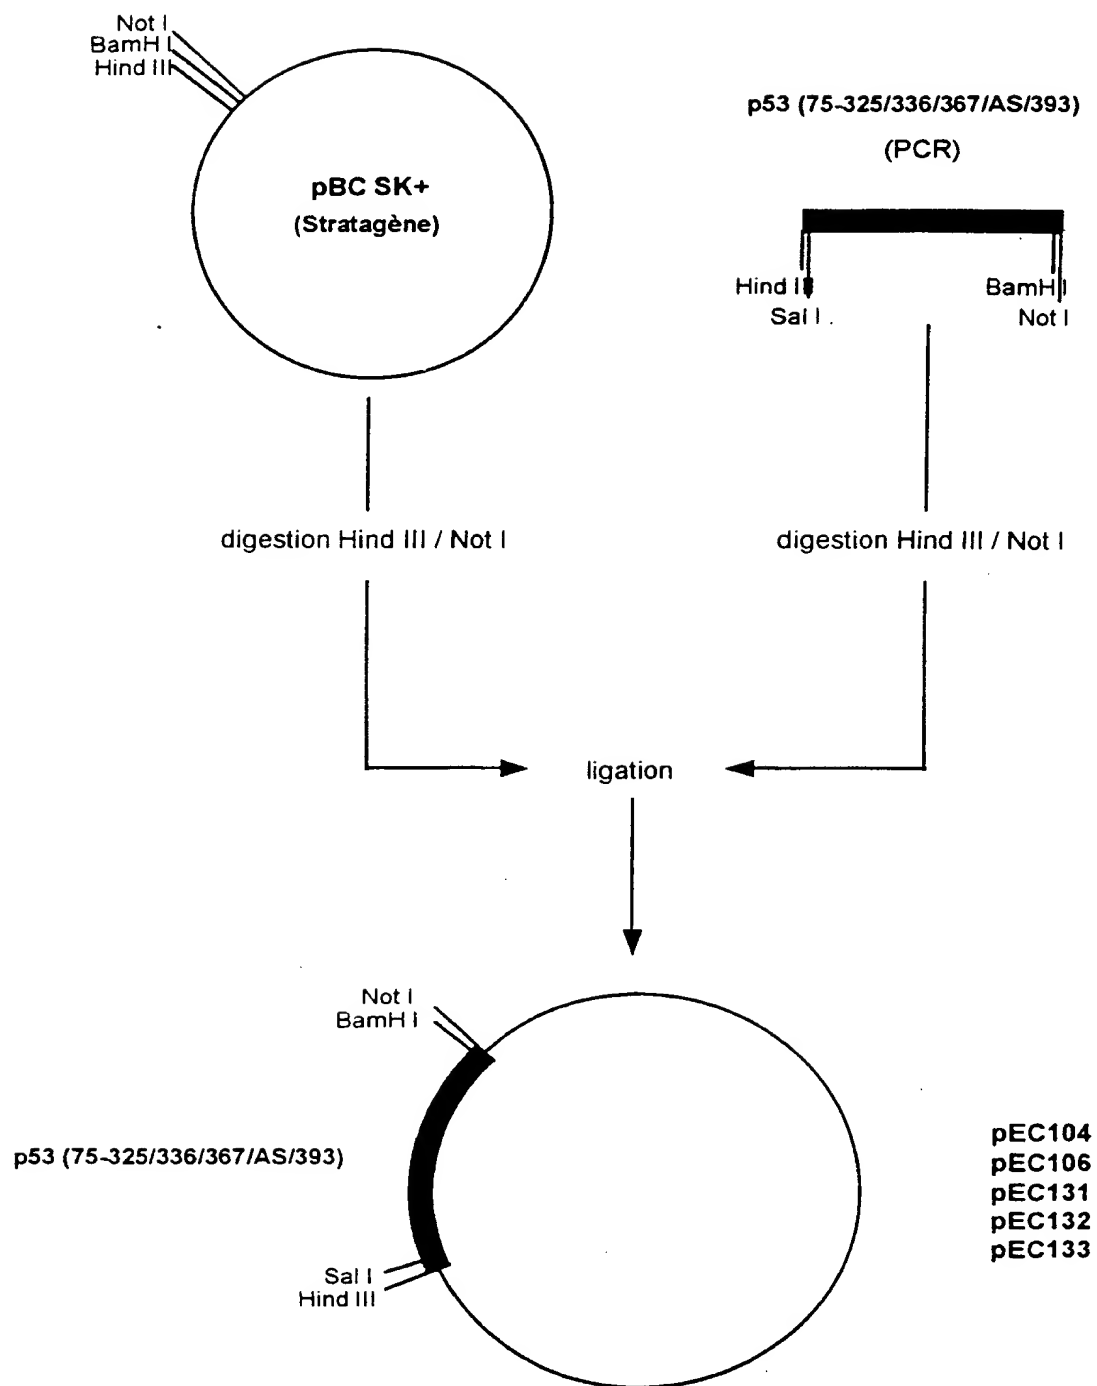 Not I
BamH I
Hind III
pBC SK+
(Stratagène)
p53 (75-325/336/367/AS/393)
(PCR)
Hind III
BamH I
Sal I
Not I
digestion Hind III / Not I
digestion Hind III / Not I
ligation
Not I
BamH I
p53 (75-325/336/367/AS/393)
Sal I
Hind III
pEC104
pEC106
pEC131
pEC132
pEC133